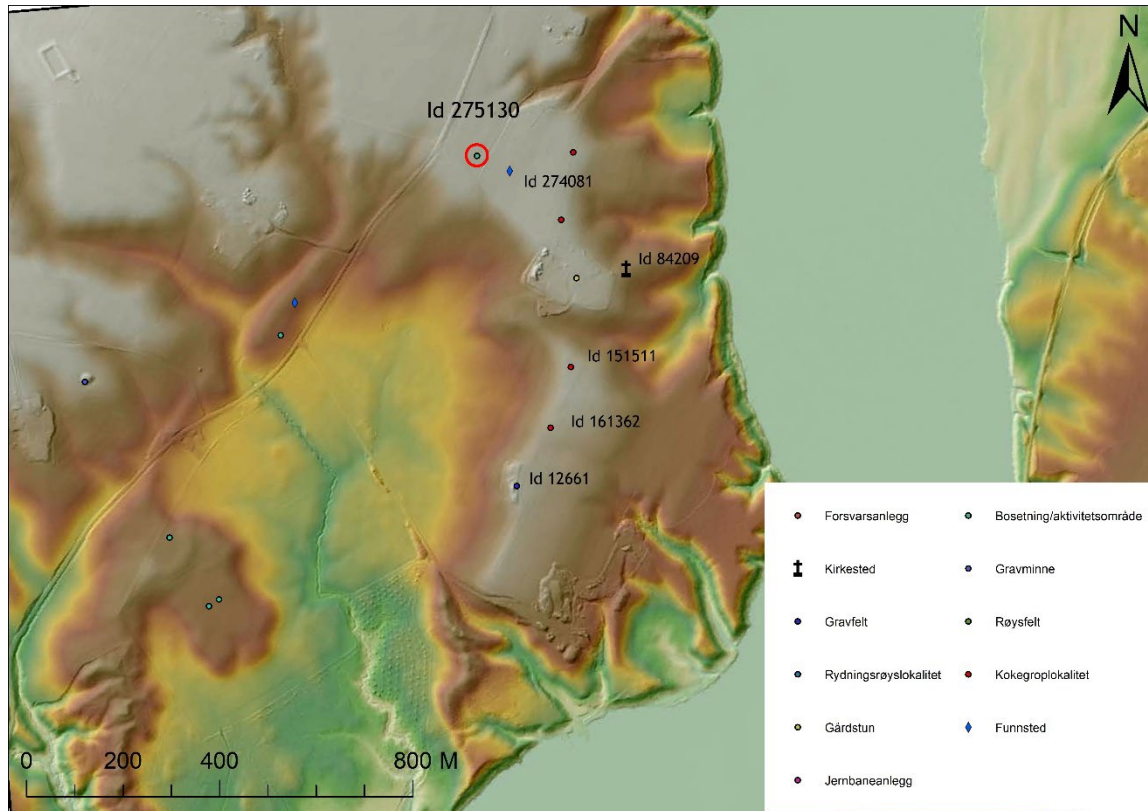 N
Id 275130
Id 274081
Id 84209
Id 151511
Id 161362
Id 12661
Forsvarsanlegg
Kirkested
Gravfelt
Rydningsrøyslokalitet
Gårdstun
Jernbaneanlegg
Bosetning/aktivitetsområde
Gravminne
Røysfelt
Kokegroplokalitet
Funnsted
0 200 400 800 M